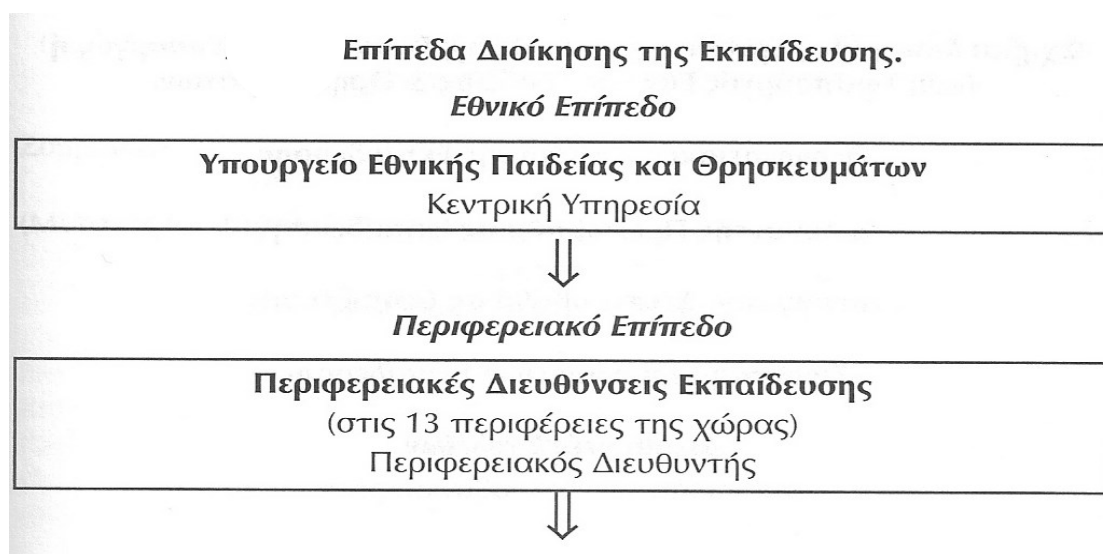 Επίπεδα Διοίκησης της Εκπαίδευσης.
Εθνικό Επίπεδο
Υπουργείο Εθνικής Παιδείας και Θρησκευμάτων
Κεντρική Υπηρεσία
Περιφερειακό Επίπεδο
Περιφερειακές Διευθύνσεις Εκπαίδευσης
(στις 13 περιφέρειες της χώρας)
Περιφερειακός Διευθυντής